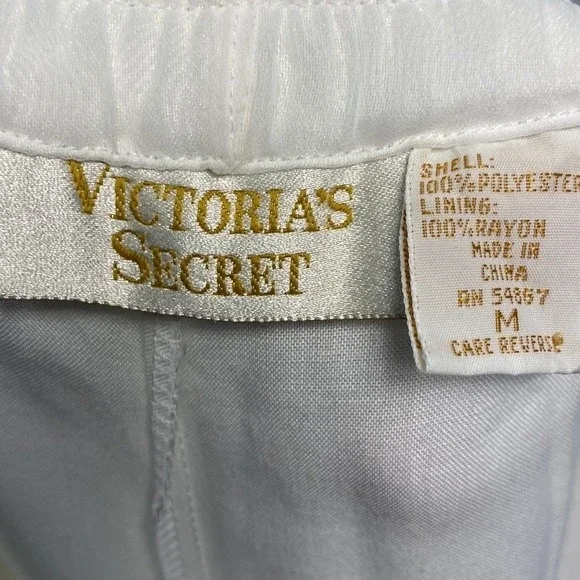 VICTORIA'S
SECRET
SHELL:
100% POLYESTER
LINING:
100% RAYON
MADE IN
CHINA
RN 54867
M
CARE REVERSE